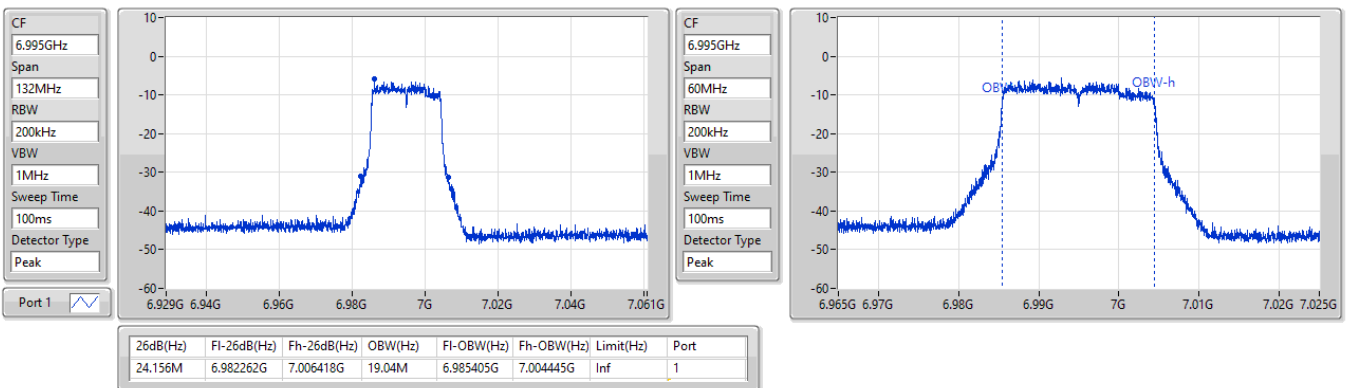 CF
6.995GHz
Span
132MHz
RBW
200kHz
VBW
1MHz
Sweep Time
100ms
Detector Type
Peak
Port 1
10
0
-10
-20
-30
-40
-50
-60
6.929G 6.94G 6.96G 6.98G 7G 7.02G 7.04G 7.061G
CF
6.995GHz
Span
60MHz
RBW
200kHz
VBW
1MHz
Sweep Time
100ms
Detector Type
Peak
10
0
-10
-20
-30
-40
-50
-60
OBW-h
6.965G 6.97G 6.98G 6.99G 7G 7.01G 7.02G 7.025G
26dB(Hz) Fl-26dB(Hz) Fh-26dB(Hz) OBW(Hz) Fl-OBW(Hz) Fh-OBW(Hz) Limit(Hz) Port
24.156M 6.982262G 7.006418G 19.04M 6.985405G 7.004445G Inf 1